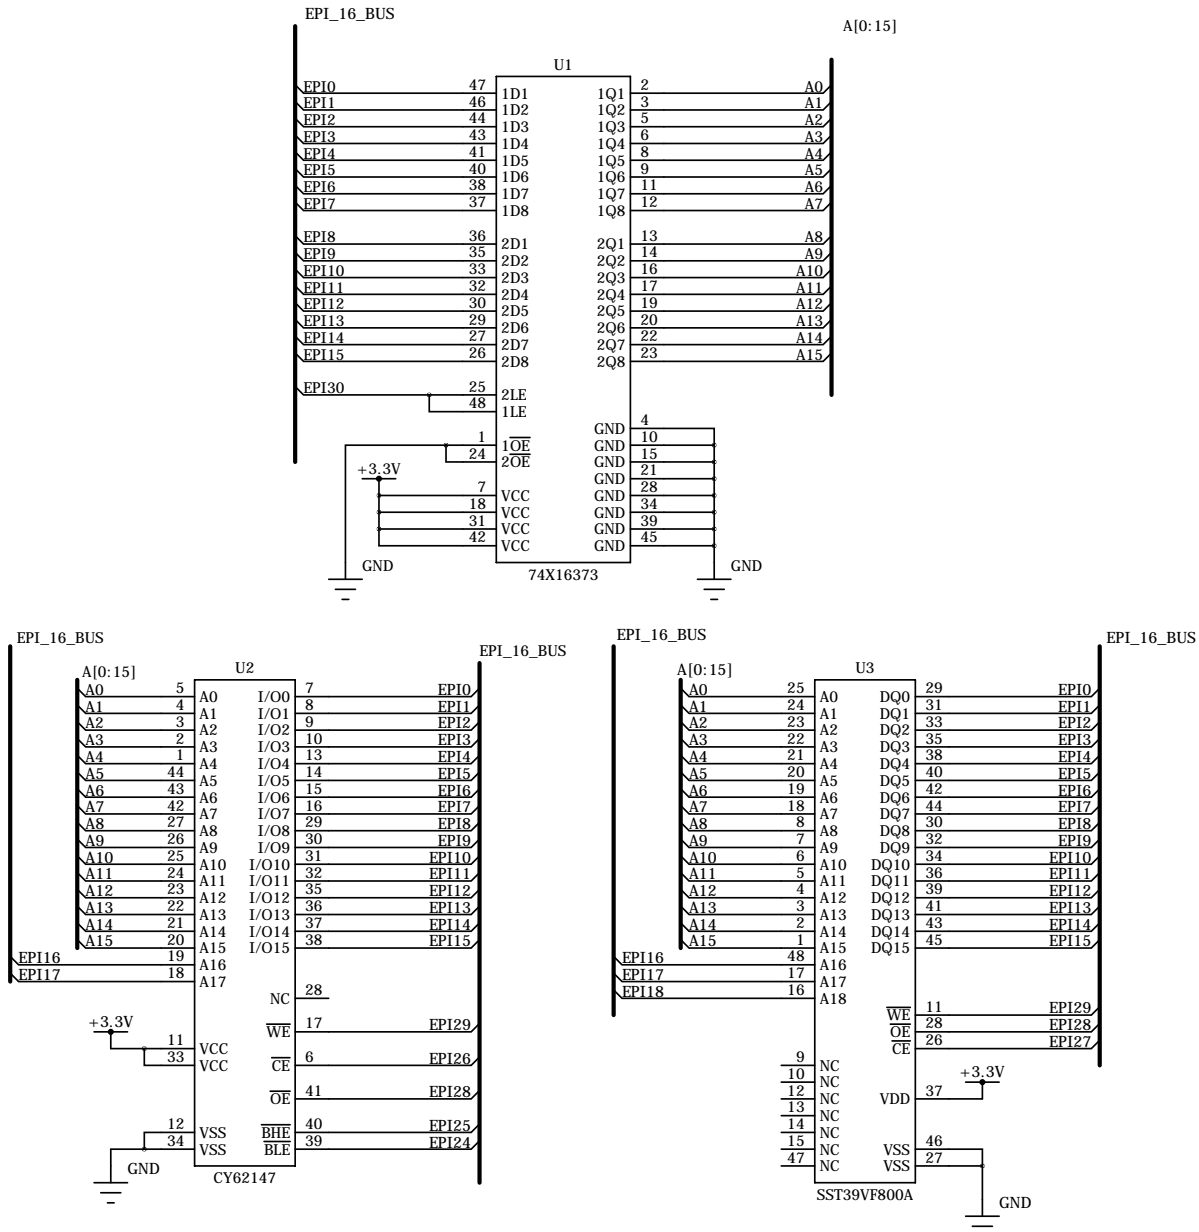 EPI_16_BUS
A[0:15]
U1
EPI0 47 1D1 1Q1 2 A0
EPI1 46 1D2 1Q2 3 A1
EPI2 44 1D3 1Q3 5 A2
EPI3 43 1D4 1Q4 6 A3
EPI4 41 1D5 1Q5 8 A4
EPI5 40 1D6 1Q6 9 A5
EPI6 38 1D7 1Q7 11 A6
EPI7 37 1D8 1Q8 12 A7
EPI8 36 2D1 2Q1 13 A8
EPI9 35 2D2 2Q2 14 A9
EPI10 33 2D3 2Q3 16 A10
EPI11 32 2D4 2Q4 17 A11
EPI12 30 2D5 2Q5 19 A12
EPI13 29 2D6 2Q6 20 A13
EPI14 27 2D7 2Q7 22 A14
EPI15 26 2D8 2Q8 23 A15
EPI30 25 2LE
48 1LE
GND 4
1 1OE GND 10
24 2OE GND 15
+3.3V GND 21
7 VCC GND 28
18 VCC GND 34
31 VCC GND 39
42 VCC GND 45
GND GND
74X16373
EPI_16_BUS
EPI_16_BUS
A[0:15] U2
A0 5 A0 I/O0 7 EPI0
A1 4 A1 I/O1 8 EPI1
A2 3 A2 I/O2 9 EPI2
A3 2 A3 I/O3 10 EPI3
A4 1 A4 I/O4 13 EPI4
A5 44 A5 I/O5 14 EPI5
A6 43 A6 I/O6 15 EPI6
A7 42 A7 I/O7 16 EPI7
A8 27 A8 I/O8 29 EPI8
A9 26 A9 I/O9 30 EPI9
A10 25 A10 I/O10 31 EPI10
A11 24 A11 I/O11 32 EPI11
A12 23 A12 I/O12 35 EPI12
A13 22 A13 I/O13 36 EPI13
A14 21 A14 I/O14 37 EPI14
A15 20 A15 I/O15 38 EPI15
EPI16 19 A16
EPI17 18 A17
NC 28
+3.3V WE 17 EPI29
11 VCC
33 VCC CE 6 EPI26
OE 41 EPI28
12 VSS BHE 40 EPI25
34 VSS BLE 39 EPI24
GND
CY62147
EPI_16_BUS
EPI_16_BUS
A[0:15] U3
A0 25 A0 DQ0 29 EPI0
A1 24 A1 DQ1 31 EPI1
A2 23 A2 DQ2 33 EPI2
A3 22 A3 DQ3 35 EPI3
A4 21 A4 DQ4 38 EPI4
A5 20 A5 DQ5 40 EPI5
A6 19 A6 DQ6 42 EPI6
A7 18 A7 DQ7 44 EPI7
A8 8 A8 DQ8 30 EPI8
A9 7 A9 DQ9 32 EPI9
A10 6 A10 DQ10 34 EPI10
A11 5 A11 DQ11 36 EPI11
A12 4 A12 DQ12 39 EPI12
A13 3 A13 DQ13 41 EPI13
A14 2 A14 DQ14 43 EPI14
A15 1 A15 DQ15 45 EPI15
EPI16 48 A16
EPI17 17 A17
EPI18 16 A18
WE 11 EPI29
OE 28 EPI28
CE 26 EPI27
9 NC
10 NC +3.3V
12 NC VDD 37
13 NC
14 NC
15 NC VSS 46
47 NC VSS 27
SST39VF800A
GND